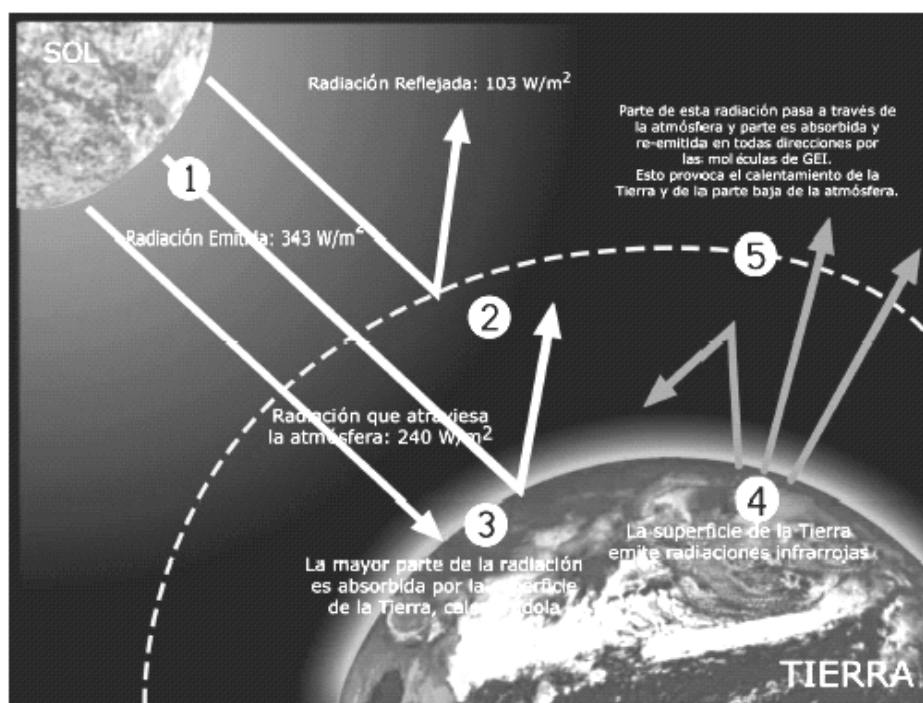 SOL
Radiación Reflejada: 103 W/m²
Parte de esta radiación pasa a través de
la atmósfera y parte es absorbida y
re-emitida en todas direcciones por
las moléculas de GEI.
Esto provoca el calentamiento de la
Tierra y de la parte baja de la atmósfera.
1
Radiación Emitida: 343 W/m²
5
2
Radiación que atraviesa
la atmósfera: 240 W/m²
3
La mayor parte de la radiación
es absorbida por la superficie
de la Tierra, calentándola
4
La superficie de la Tierra
emite radiaciones infrarrojas
TIERRA